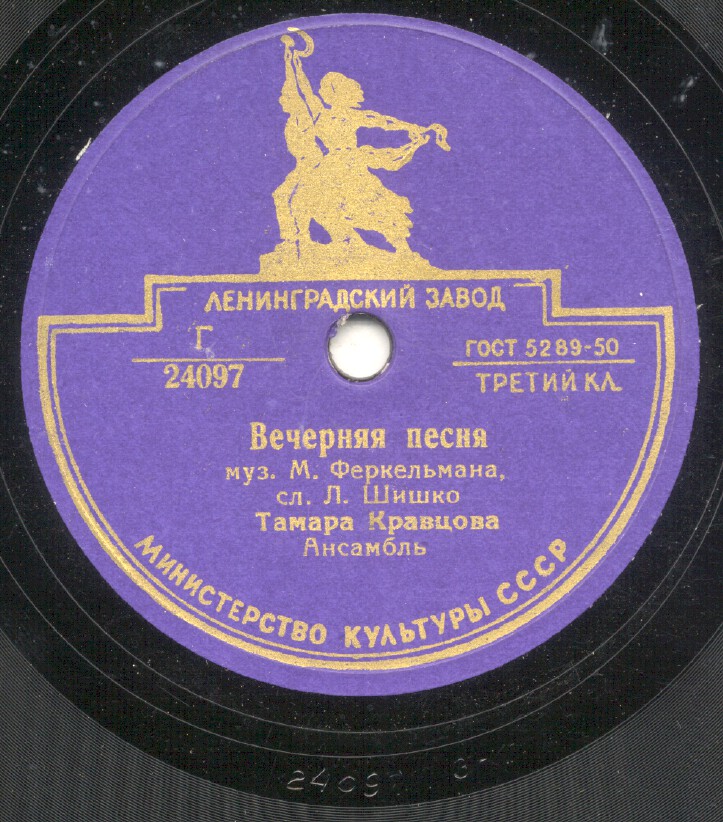 ЛЕНИНГРАДСКИЙ ЗАВОД
Г
24097
ГОСТ 5289-50
ТРЕТИЙ КЛ.
Вечерняя песня
муз. М. Феркельмана,
сл. Л. Шишко
Тамара Кравцова
Ансамбль
МИНИСТЕРСТВО КУЛЬТУРЫ СССР